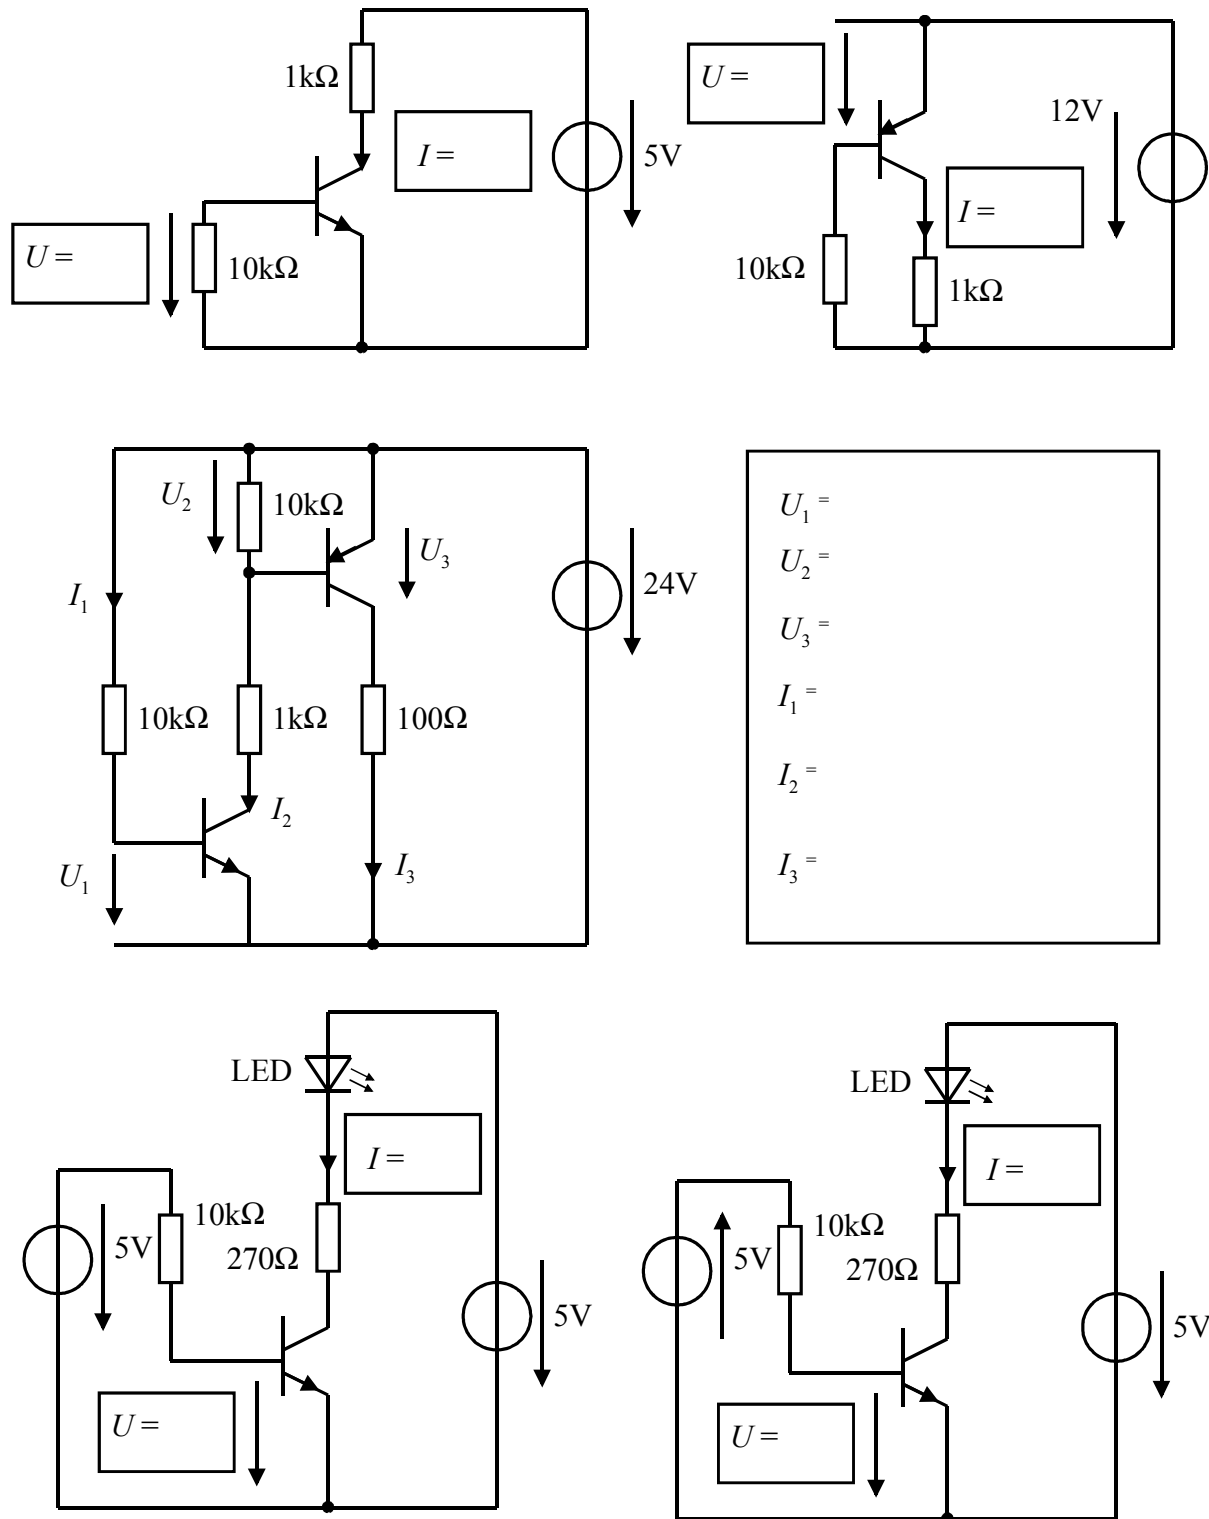 1kΩ
I =
5V
U =
10kΩ
U =
12V
I =
10kΩ
1kΩ
U₂
10kΩ
U₃
I₁
24V
10kΩ
1kΩ
100Ω
I₂
U₁
I₃
U₁ =
U₂ =
U₃ =
I₁ =
I₂ =
I₃ =
LED
I =
10kΩ
5V
270Ω
5V
U =
LED
I =
10kΩ
5V
270Ω
5V
U =